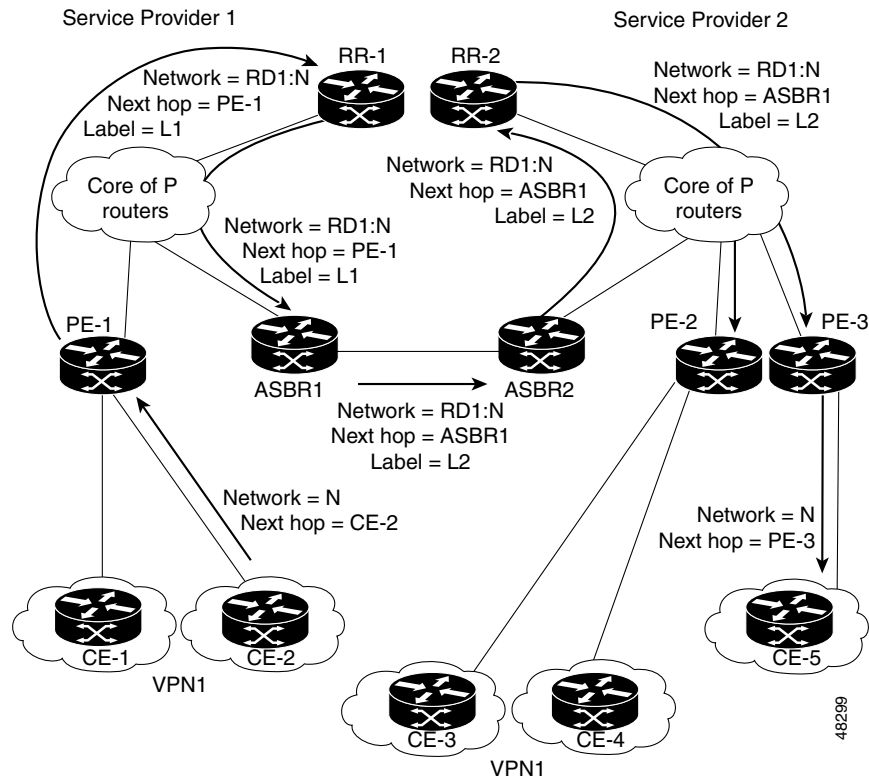 Service Provider 1
Service Provider 2
RR-1
RR-2
Network = RD1:N
Next hop = PE-1
Label = L1
Network = RD1:N
Next hop = ASBR1
Label = L2
Core of P
routers
Network = RD1:N
Next hop = PE-1
Label = L1
Network = RD1:N
Next hop = ASBR1
Label = L2
Core of P
routers
PE-1
ASBR1
ASBR2
PE-2
PE-3
Network = RD1:N
Next hop = ASBR1
Label = L2
Network = N
Next hop = CE-2
Network = N
Next hop = PE-3
CE-1
CE-2
VPN1
CE-3
CE-4
VPN1
CE-5
48299